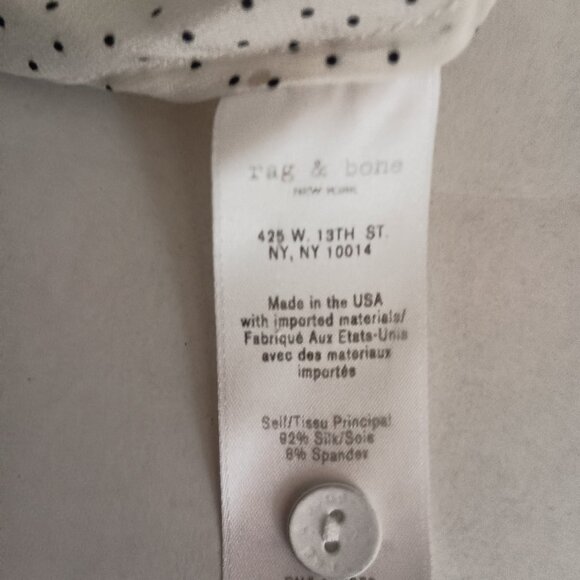 rag & bone
NEW YORK
425 W. 13TH ST.
NY, NY 10014
Made in the USA
with imported materials/
Fabriqué Aux Etats-Unis
avec des materiaux
importés
Self/Tissu Principal
92% Silk/Soie
8% Spandex